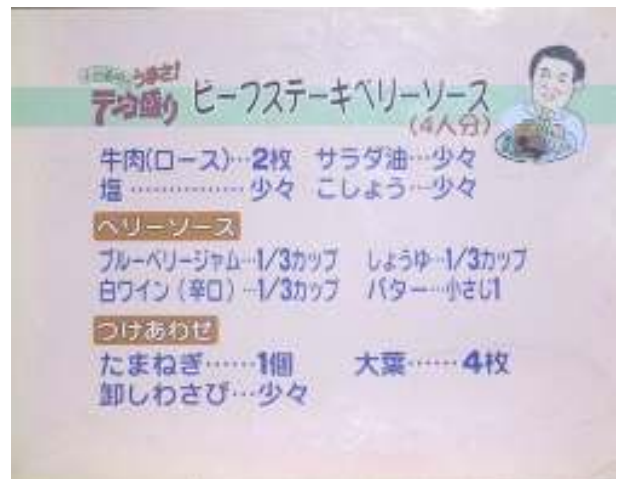 うまさ!
テク盛り ビーフステーキベリーソース
(4人分)
牛肉(ロース)…2枚 サラダ油…少々
塩……………少々 こしょう…少々
ベリーソース
ブルーベリージャム…1/3カップ しょうゆ…1/3カップ
白ワイン(辛口)…1/3カップ バター…小さじ1
つけあわせ
たまねぎ……1個 大葉……4枚
卸しわさび…少々